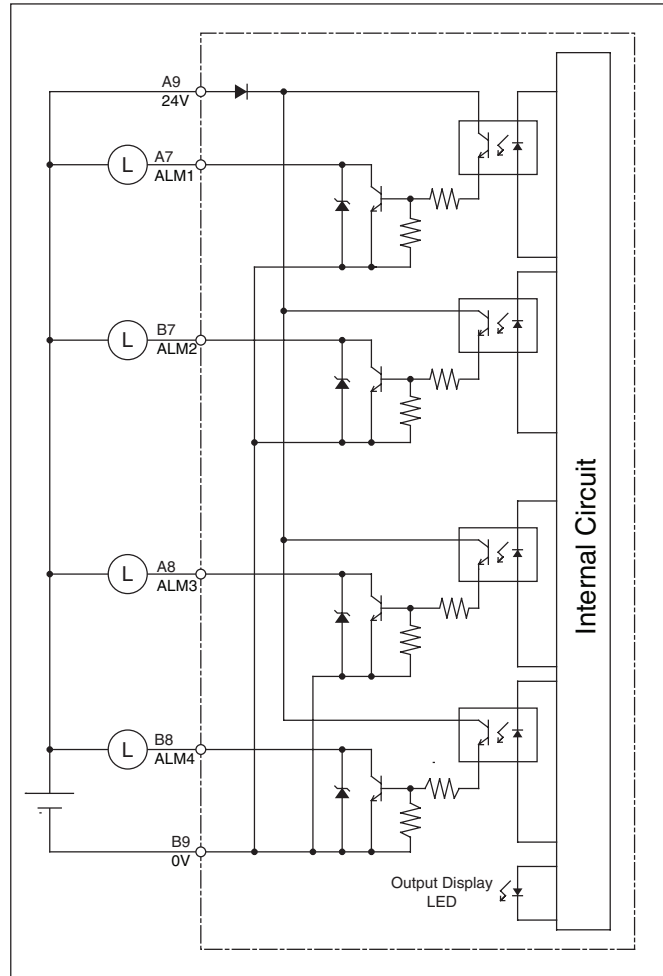 A9
24V
L
A7
ALM1
L
B7
ALM2
L
A8
ALM3
L
B8
ALM4
B9
0V
Internal Circuit
Output Display
LED